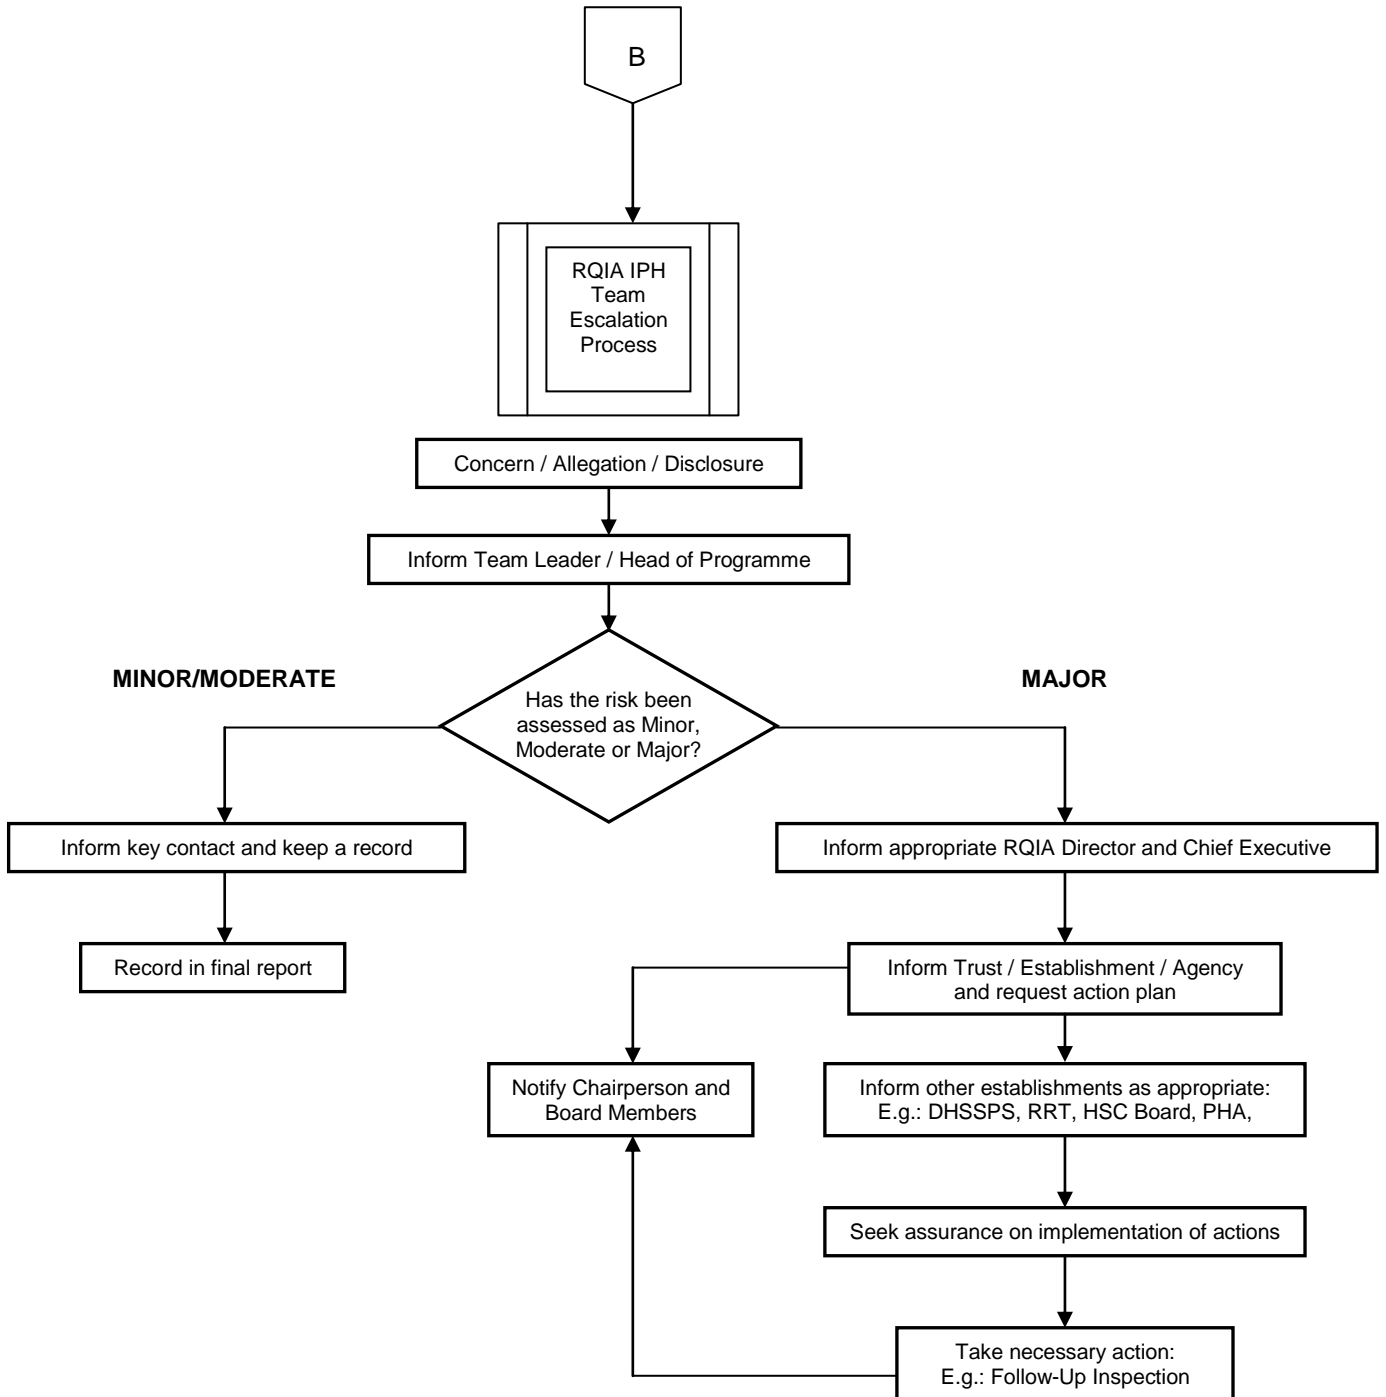 B
RQIA IPH
Team
Escalation
Process
Concern / Allegation / Disclosure
Inform Team Leader / Head of Programme
MINOR/MODERATE
MAJOR
Has the risk been
assessed as Minor,
Moderate or Major?
Inform key contact and keep a record
Inform appropriate RQIA Director and Chief Executive
Record in final report
Inform Trust / Establishment / Agency
and request action plan
Notify Chairperson and
Board Members
Inform other establishments as appropriate:
E.g.: DHSSPS, RRT, HSC Board, PHA,
Seek assurance on implementation of actions
Take necessary action:
E.g.: Follow-Up Inspection